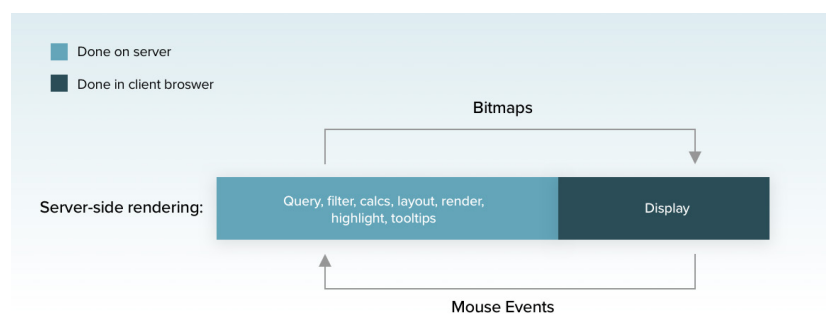 Done on server
Done in client broswer
Bitmaps
Server-side rendering:
Query, filter, calcs, layout, render,
highlight, tooltips
Display
Mouse Events